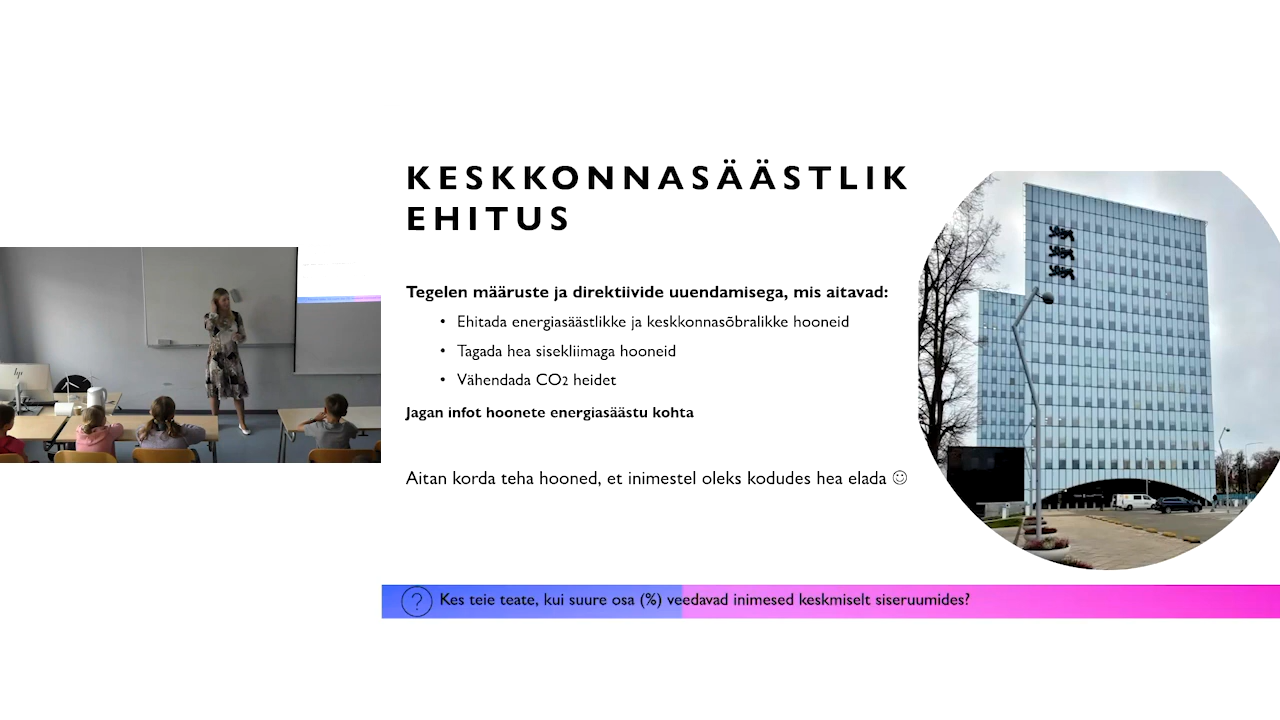 KESKKONNASÄÄSTLIK
EHITUS
Tegelen määruste ja direktiivide uuendamisega, mis aitavad:
• Ehitada energiasäästlikke ja keskkonnasõbralikke hooneid
• Tagada hea sisekliimaga hooneid
• Vähendada CO2 heidet
Jagan infot hoonete energiasäästu kohta
Aitan korda teha hooned, et inimestel oleks kodudes hea elada ☺
? Kes teie teate, kui suure osa (%) veedavad inimesed keskmiselt siseruumides?
hp